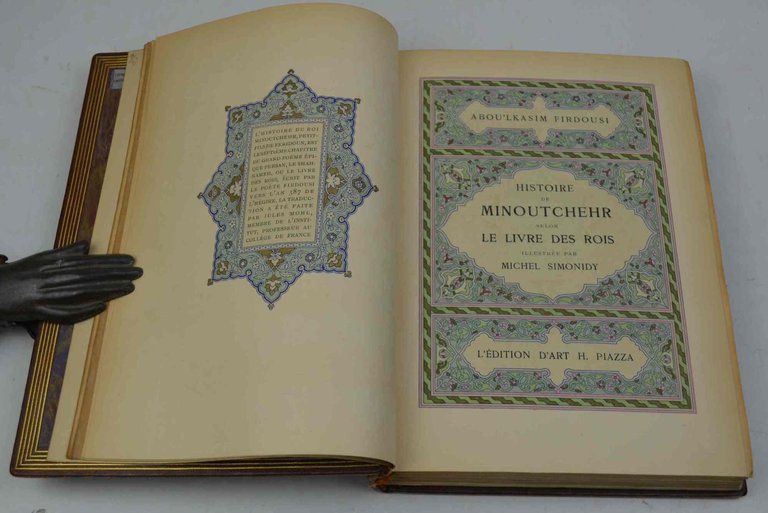 L'HISTOIRE DU ROI
MINOUTCHEHR, PETIT-
FILS DE FERIDOUN, EST
LE SEPTIÈME CHAPITRE
DU GRAND POÈME ÉPI-
QUE PERSAN, LE SHAH-
NAMEH, OU LE LIVRE
DES ROIS, ÉCRIT PAR
LE POÈTE FIRDOUSI
VERS L'AN 387 DE
L'HÉGIRE. LA TRADUC-
TION A ÉTÉ FAITE
PAR JULES MOHL,
MEMBRE DE L'INSTI-
TUT, PROFESSEUR AU
COLLÈGE DE FRANCE
ABOU'LKASIM FIRDOUSI
HISTOIRE
DE
MINOUTCHEHR
SELON
LE LIVRE DES ROIS
ILLUSTRÉE PAR
MICHEL SIMONIDY
L'ÉDITION D'ART H. PIAZZA